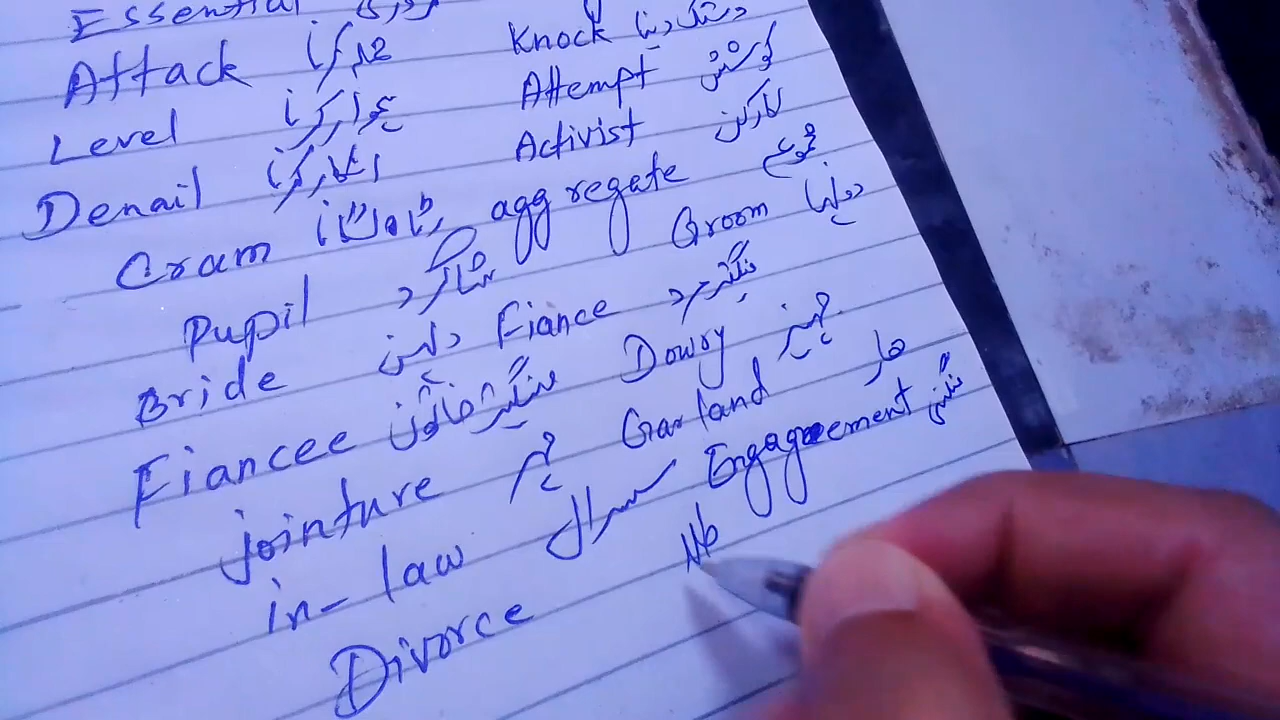 Essential ضروری
Attack حملہ کرنا Knock دستک دینا
Level ہموار کرنا Attempt کوشش
Denail انکار کرنا Activist کارکن
Cram aggregate مجموعہ
Pupil شاگرد Groom دولہا
Bride دلہن Fiance منگیتر مرد
Fiancee منگیتر خاتون Dowry جہیز
jointure مہر Garland ہار
in-law سسرال Engagement منگنی
Divorce